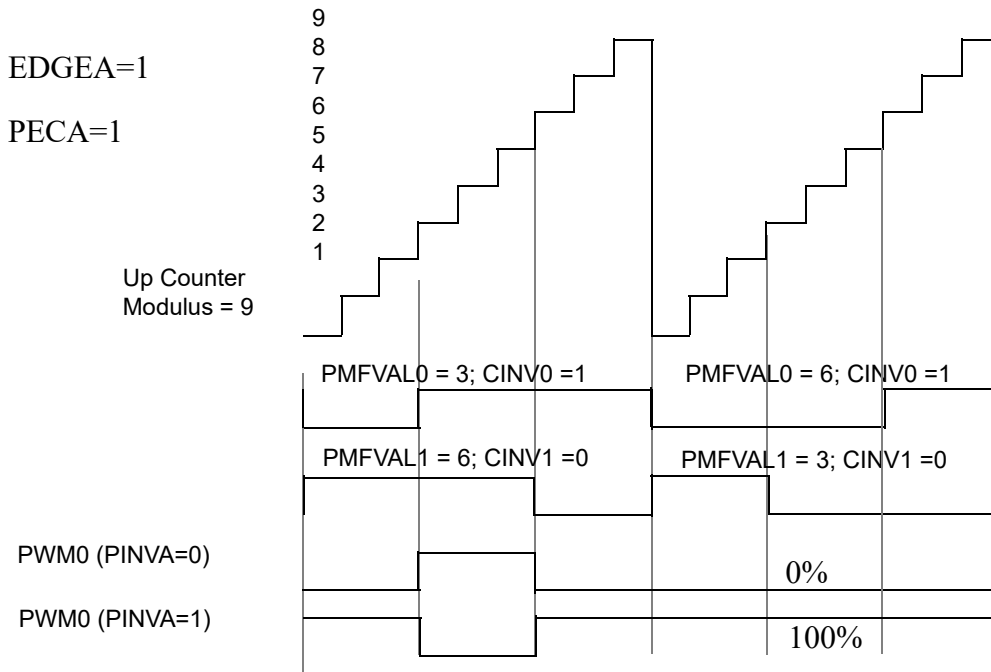 9
8
EDGEA=1
7
6
PECA=1
5
4
3
2
1
Up Counter
Modulus = 9
PMFVAL0 = 3; CINV0 =1
PMFVAL0 = 6; CINV0 =1
PMFVAL1 = 6; CINV1 =0
PMFVAL1 = 3; CINV1 =0
PWM0 (PINVA=0)
0%
PWM0 (PINVA=1)
100%